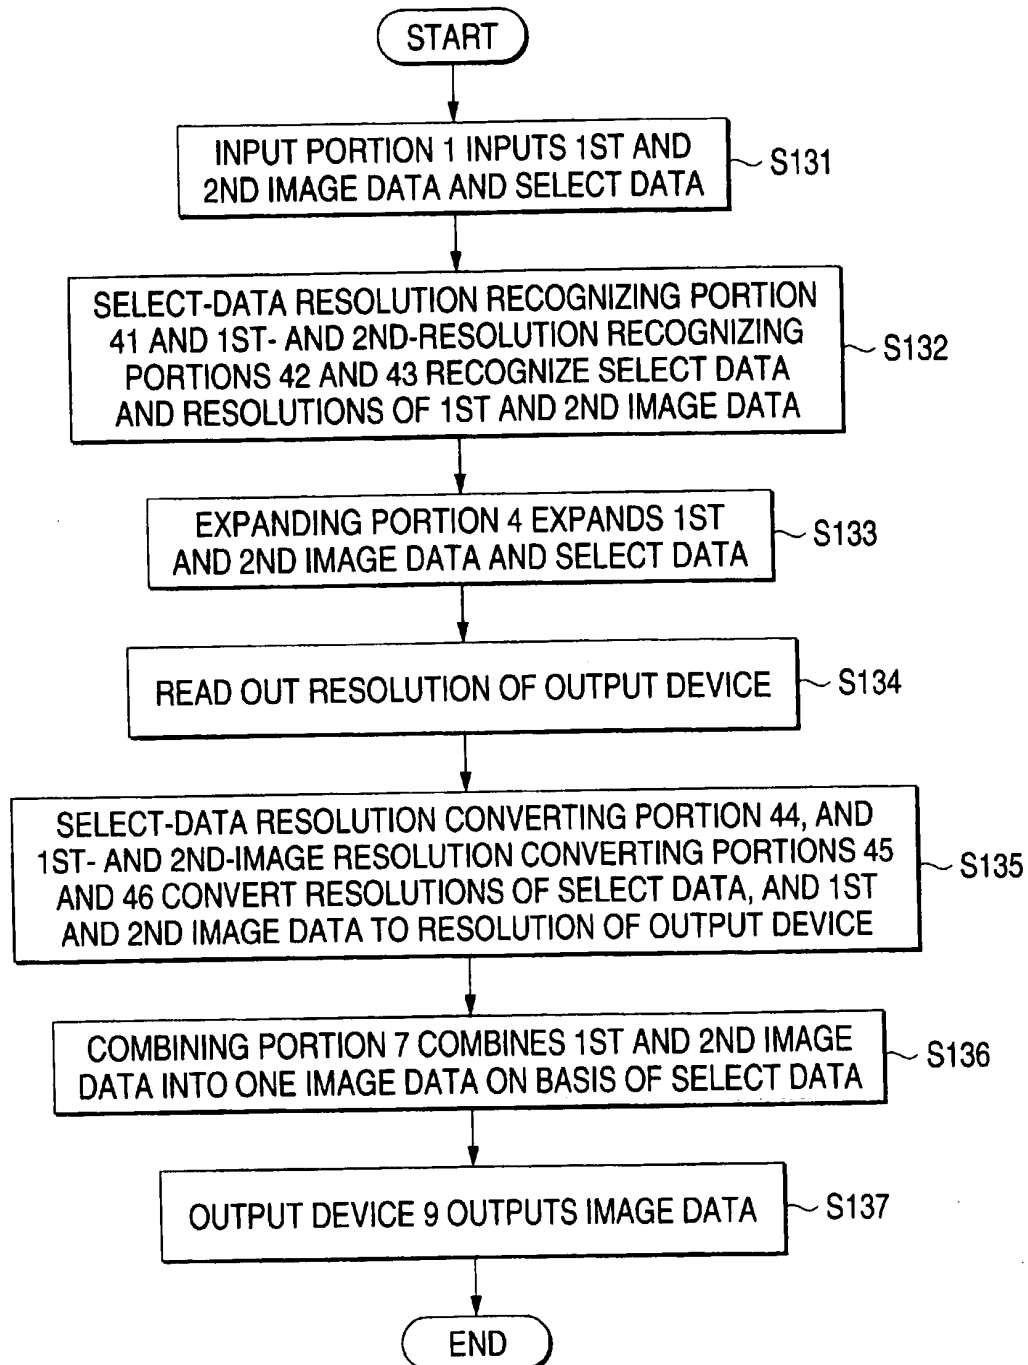 START
INPUT PORTION 1 INPUTS 1ST AND
2ND IMAGE DATA AND SELECT DATA
S131
SELECT-DATA RESOLUTION RECOGNIZING PORTION
41 AND 1ST- AND 2ND-RESOLUTION RECOGNIZING
PORTIONS 42 AND 43 RECOGNIZE SELECT DATA
AND RESOLUTIONS OF 1ST AND 2ND IMAGE DATA
S132
EXPANDING PORTION 4 EXPANDS 1ST
AND 2ND IMAGE DATA AND SELECT DATA
S133
READ OUT RESOLUTION OF OUTPUT DEVICE
S134
SELECT-DATA RESOLUTION CONVERTING PORTION 44, AND
1ST- AND 2ND-IMAGE RESOLUTION CONVERTING PORTIONS 45
AND 46 CONVERT RESOLUTIONS OF SELECT DATA, AND 1ST
AND 2ND IMAGE DATA TO RESOLUTION OF OUTPUT DEVICE
S135
COMBINING PORTION 7 COMBINES 1ST AND 2ND IMAGE
DATA INTO ONE IMAGE DATA ON BASIS OF SELECT DATA
S136
OUTPUT DEVICE 9 OUTPUTS IMAGE DATA
S137
END